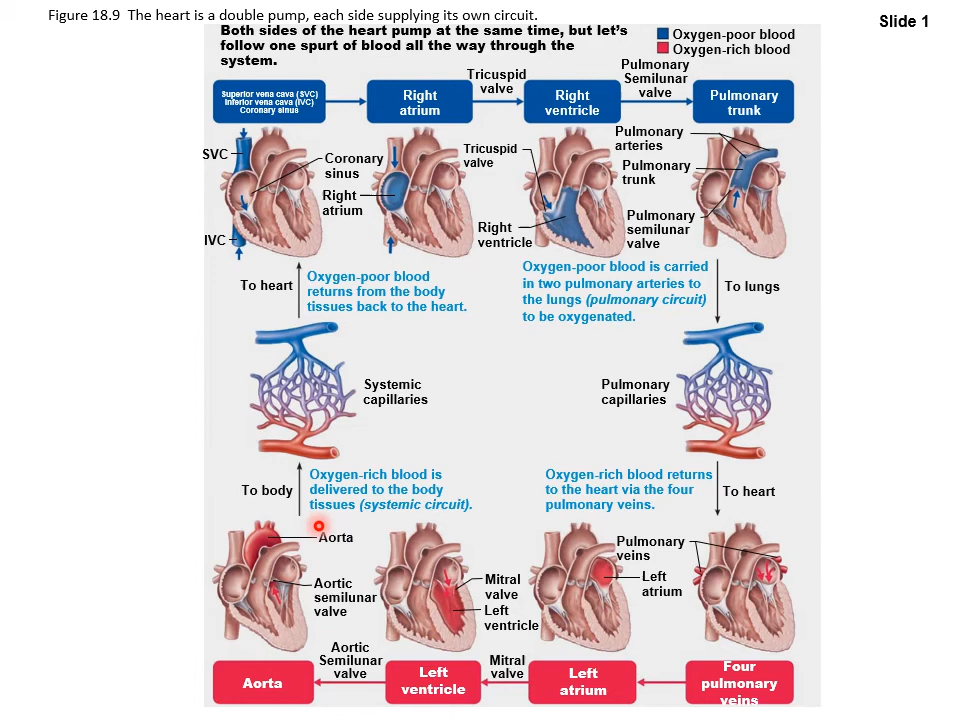 Figure 18.9 The heart is a double pump, each side supplying its own circuit.
Slide 1
Both sides of the heart pump at the same time, but let's
follow one spurt of blood all the way through the
system.
Oxygen-poor blood
Oxygen-rich blood
Superior vena cava (SVC)
Inferior vena cava (IVC)
Coronary sinus
Right
atrium
Tricuspid
valve
Right
ventricle
Pulmonary
Semilunar
valve
Pulmonary
trunk
SVC
Coronary
sinus
Right
atrium
IVC
Tricuspid
valve
Right
ventricle
Pulmonary
arteries
Pulmonary
trunk
Pulmonary
semilunar
valve
To heart
Oxygen-poor blood
returns from the body
tissues back to the heart.
Oxygen-poor blood is carried
in two pulmonary arteries to
the lungs (pulmonary circuit)
to be oxygenated.
To lungs
Systemic
capillaries
Pulmonary
capillaries
To body
Oxygen-rich blood is
delivered to the body
tissues (systemic circuit).
Oxygen-rich blood returns
to the heart via the four
pulmonary veins.
To heart
Aorta
Aortic
semilunar
valve
Mitral
valve
Left
ventricle
Pulmonary
veins
Left
atrium
Aorta
Aortic
Semilunar
valve
Left
ventricle
Mitral
valve
Left
atrium
Four
pulmonary
veins